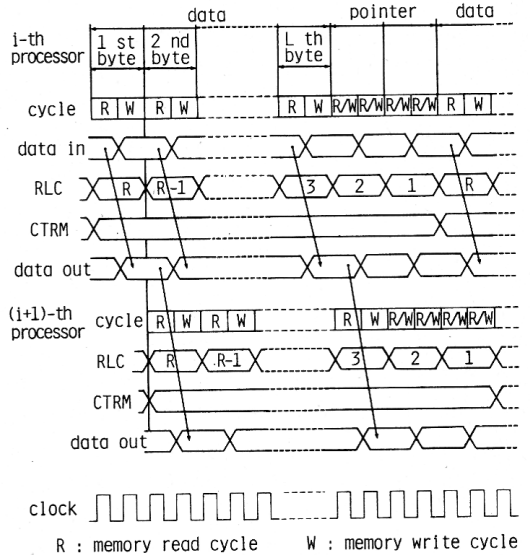 data pointer data
i-th processor
1 st byte
2 nd byte
L th byte
cycle R W R W R W R/W R/W R/W R/W R W
data in
RLC R R-1 3 2 1 R
CTRM
data out
(i+1)-th processor
cycle R W R W R W R/W R/W R/W R/W
RLC R R-1 3 2 1
CTRM
data out
clock
R : memory read cycle W : memory write cycle